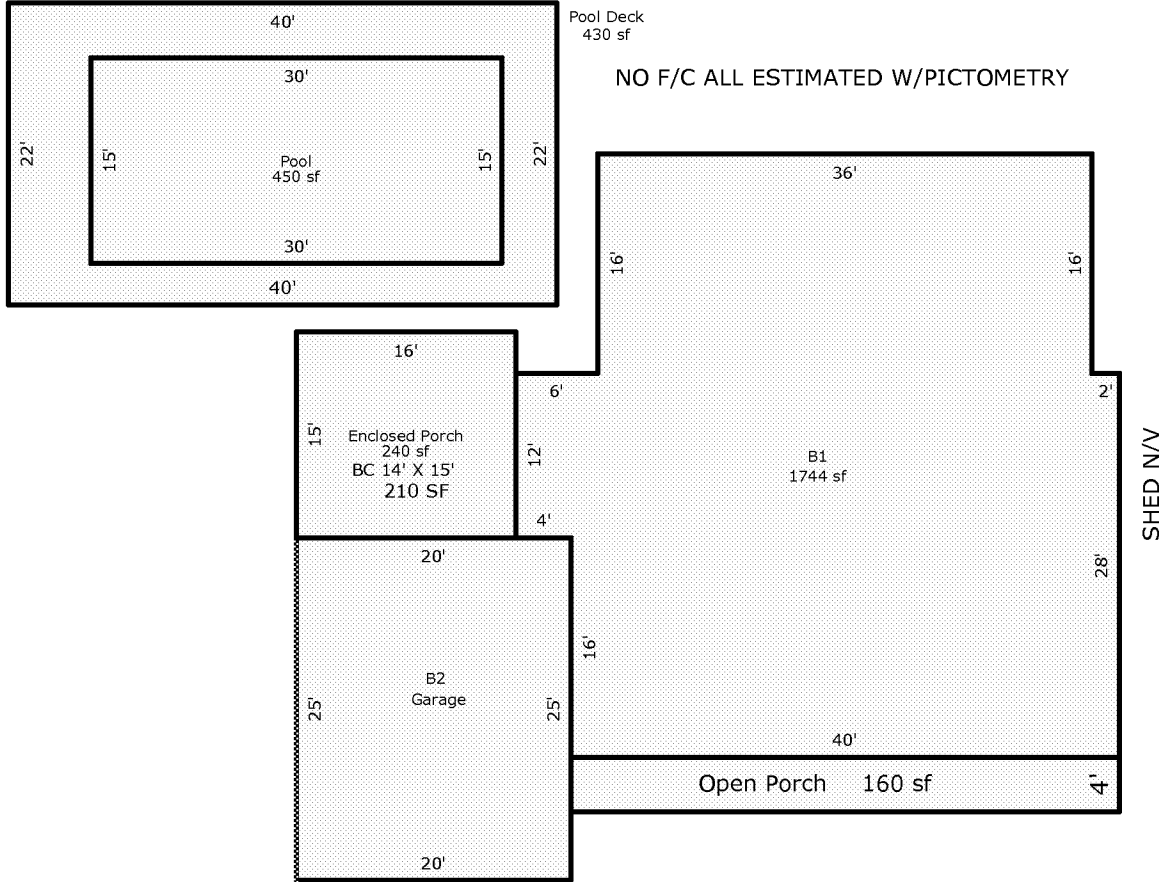 40'
Pool Deck
430 sf
30'
NO F/C ALL ESTIMATED W/PICTOMETRY
22'
15'
Pool
450 sf
15'
22'
30'
40'
36'
16'
16'
16'
6'
2'
15'
Enclosed Porch
240 sf
BC 14' X 15'
210 SF
12'
4'
B1
1744 sf
SHED N/V
28'
20'
16'
B2
Garage
25'
25'
40'
Open Porch 160 sf
4'
20'